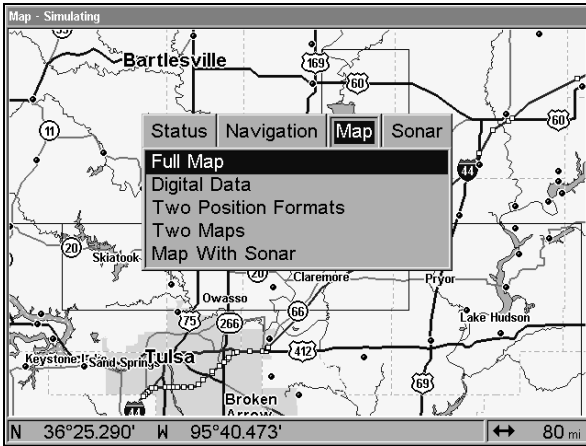 Map - Simulating
33
Bartlesville
169
60
60
11
Status Navigation Map Sonar
Full Map
Digital Data
Two Position Formats
Two Maps
Map With Sonar
44
20
Skiatook
20
Claremore
Pryor
Owasso
66
75
266
Lake Hudson
412
Keystone
Sand Springs
Tulsa
69
Broken
Arrow
44
N 36°25.290' W 95°40.473' ↔ 80 mi